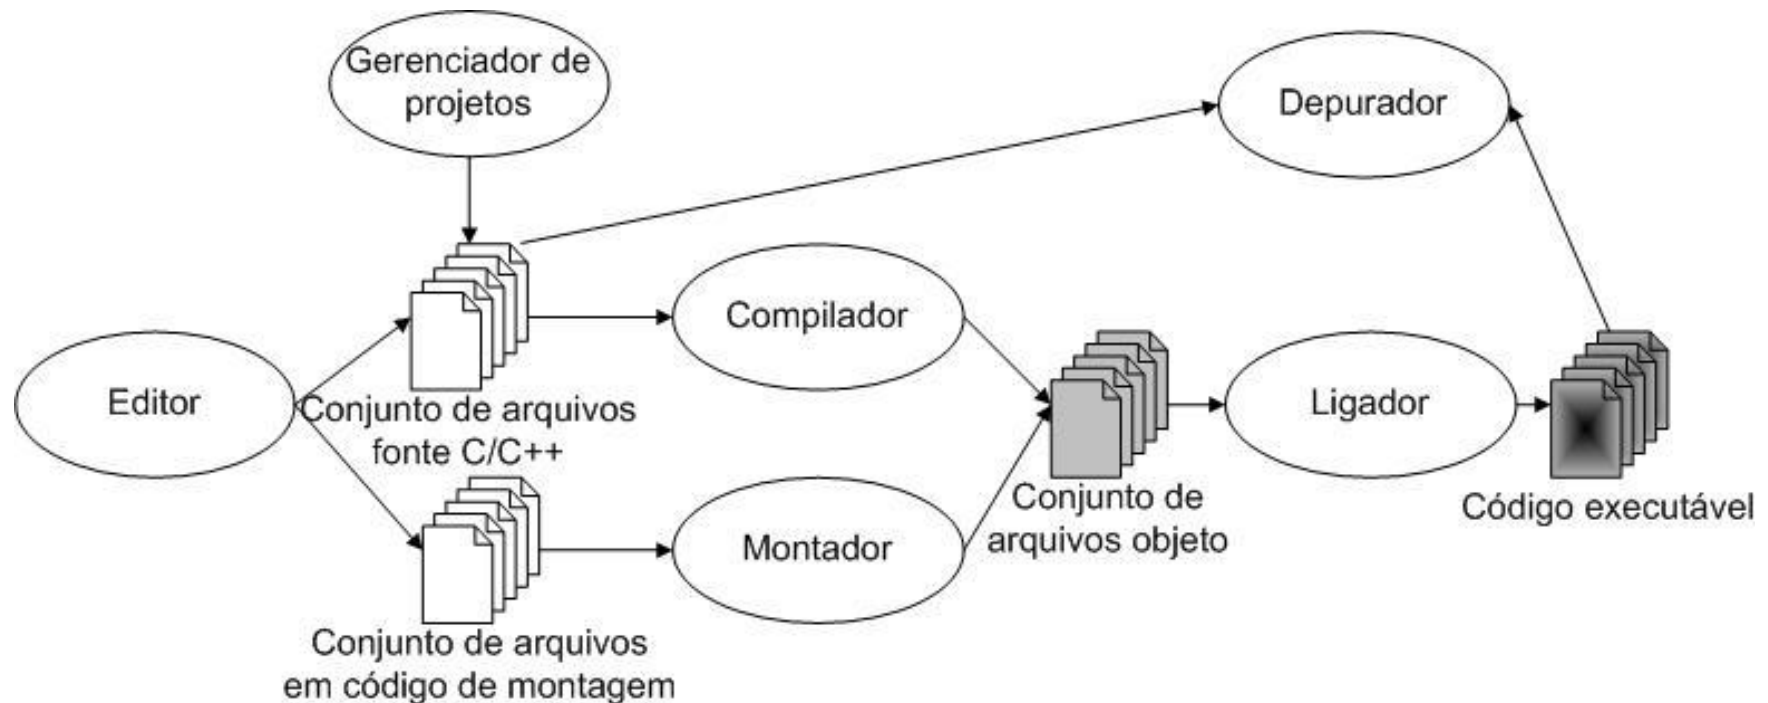 Gerenciador de
projetos
Depurador
Compilador
Editor
Conjunto de arquivos
fonte C/C++
Ligador
Conjunto de
arquivos objeto
Código executável
Montador
Conjunto de arquivos
em código de montagem